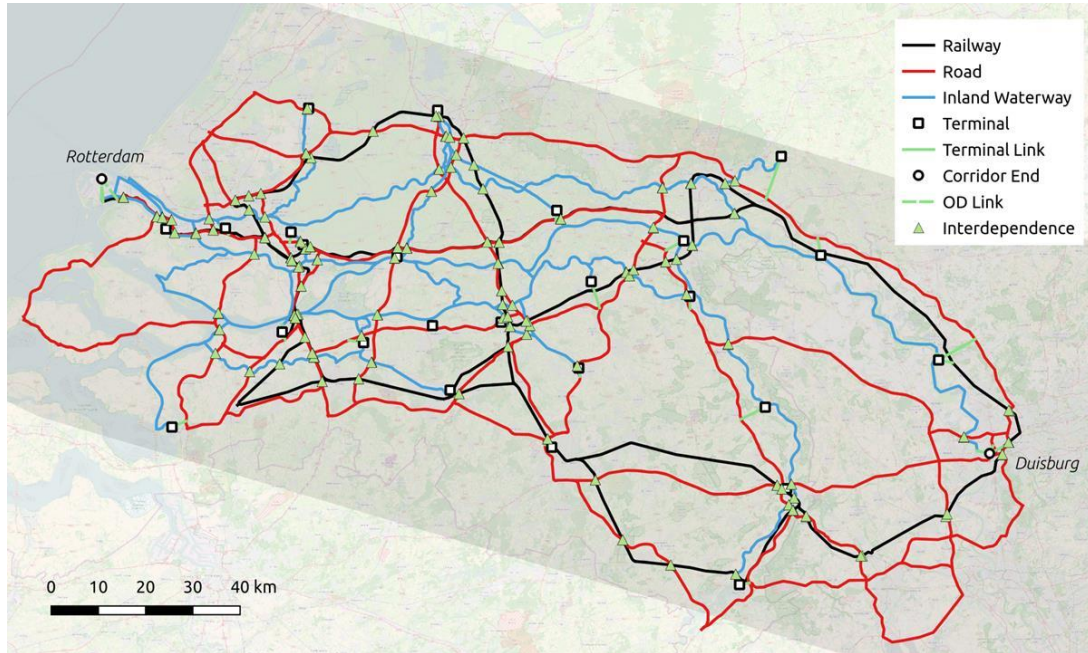 Railway
Road
Inland Waterway
Terminal
Terminal Link
Corridor End
OD Link
Interdependence
Rotterdam
Duisburg
0 10 20 30 40 km